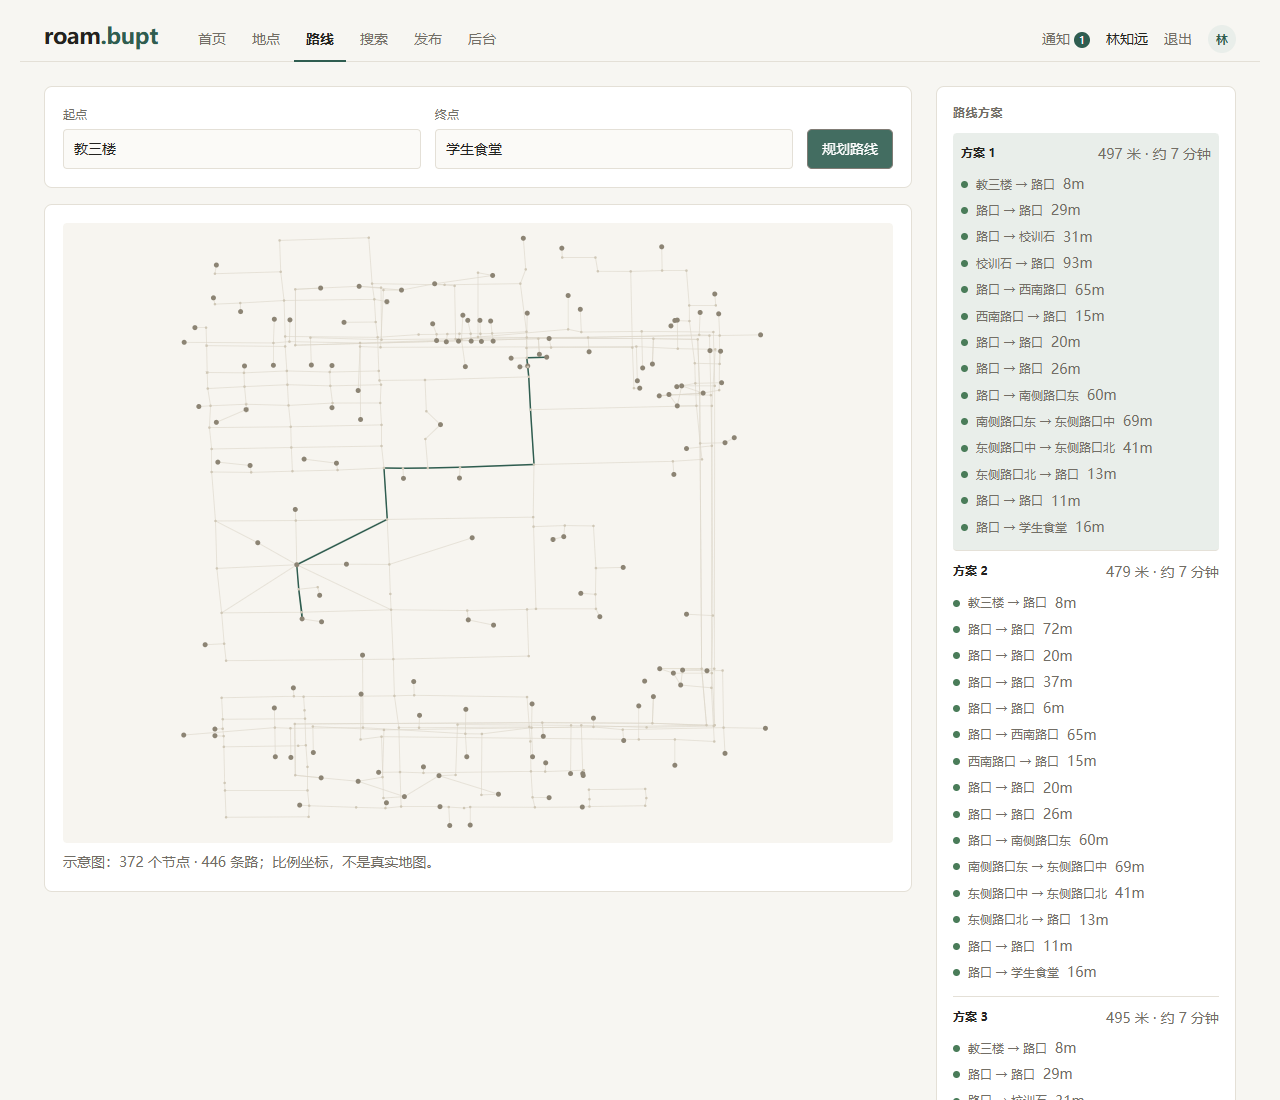 roam.bupt
首页
地点
路线
搜索
发布
后台
通知 1
林知远
退出
林
起点
教三楼
终点
学生食堂
规划路线
示意图：372 个节点 · 446 条路；比例坐标，不是真实地图。
路线方案
方案 1 497 米 · 约 7 分钟
教三楼 → 路口 8m
路口 → 路口 29m
路口 → 校训石 31m
校训石 → 路口 93m
路口 → 西南路口 65m
西南路口 → 路口 15m
路口 → 路口 20m
路口 → 路口 26m
路口 → 南侧路口东 60m
南侧路口东 → 东侧路口中 69m
东侧路口中 → 东侧路口北 41m
东侧路口北 → 路口 13m
路口 → 路口 11m
路口 → 学生食堂 16m
方案 2 479 米 · 约 7 分钟
教三楼 → 路口 8m
路口 → 路口 72m
路口 → 路口 20m
路口 → 路口 37m
路口 → 路口 6m
路口 → 西南路口 65m
西南路口 → 路口 15m
路口 → 路口 20m
路口 → 路口 26m
路口 → 南侧路口东 60m
南侧路口东 → 东侧路口中 69m
东侧路口中 → 东侧路口北 41m
东侧路口北 → 路口 13m
路口 → 路口 11m
路口 → 学生食堂 16m
方案 3 495 米 · 约 7 分钟
教三楼 → 路口 8m
路口 → 路口 29m
路口 → 校训石 31m